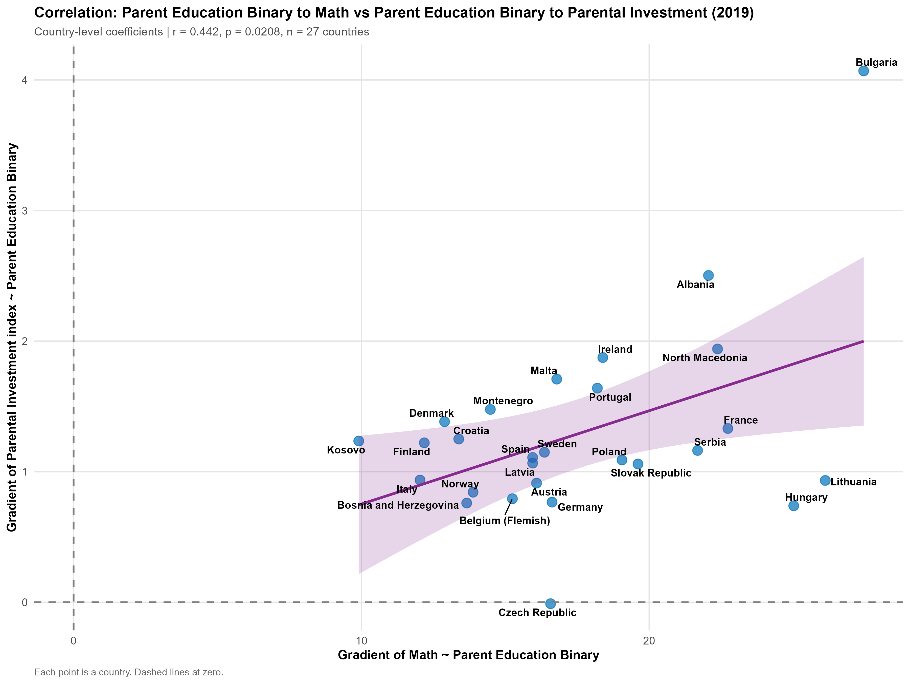 Correlation: Parent Education Binary to Math vs Parent Education Binary to Parental Investment (2019)
Country-level coefficients | r = 0.442, p = 0.0208, n = 27 countries
Gradient of Parental Investment index ~ Parent Education Binary
4
3
2
1
0
Bulgaria
Albania
Ireland
North Macedonia
Malta
Portugal
Montenegro
Denmark
France
Croatia
Kosovo
Finland
Spain
Sweden
Serbia
Poland
Latvia
Slovak Republic
Italy
Norway
Lithuania
Austria
Hungary
Bosnia and Herzegovina
Germany
Belgium (Flemish)
Czech Republic
0
10
20
Gradient of Math ~ Parent Education Binary
Each point is a country. Dashed lines at zero.